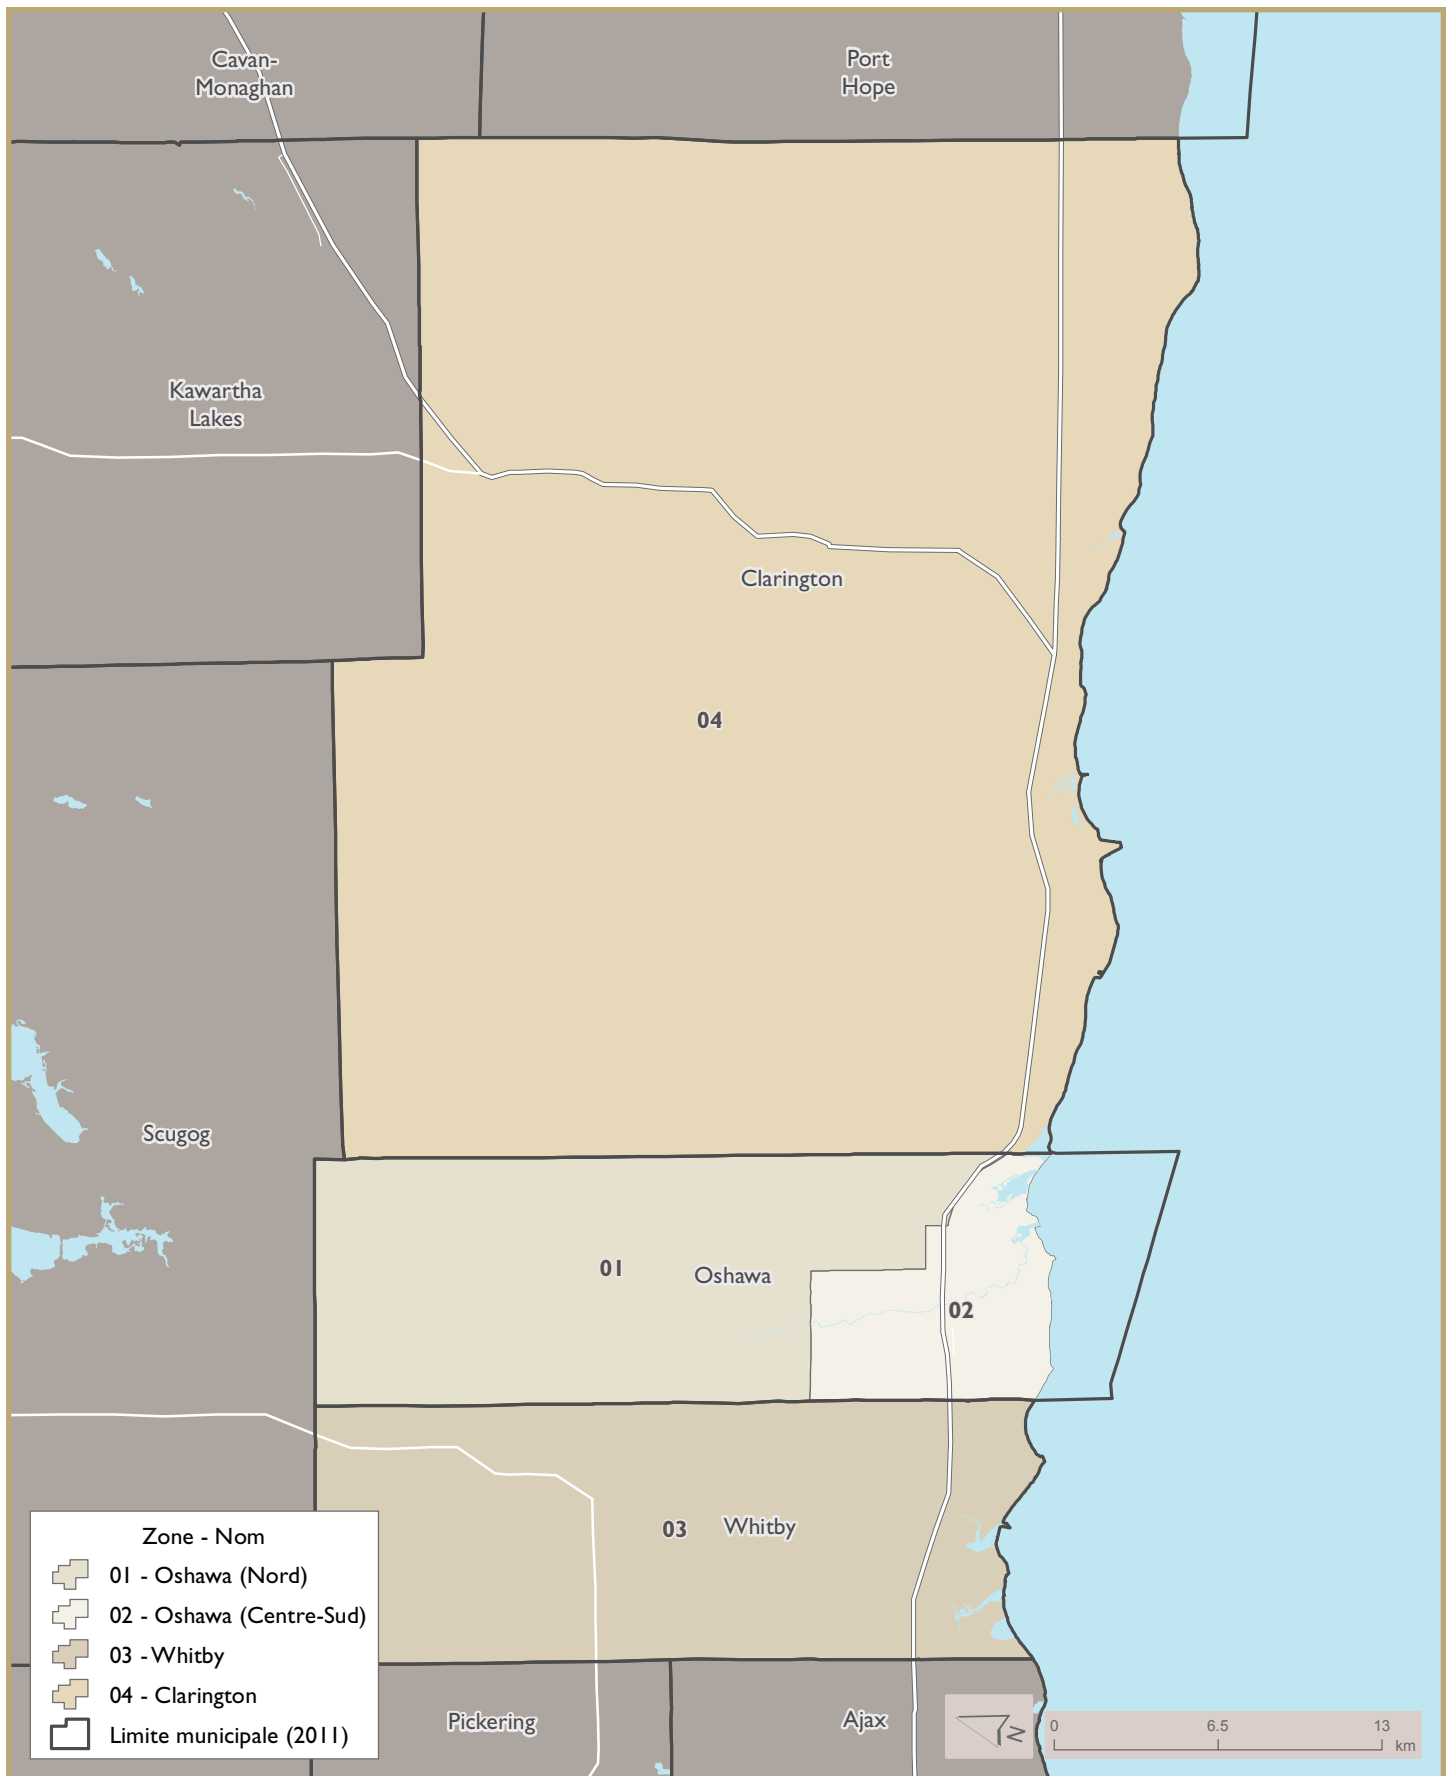 Cavan-
Monaghan
Port
Hope
Kawartha
Lakes
Clarington
04
Scugog
01
Oshawa
02
03
Whitby
Zone - Nom
01 - Oshawa (Nord)
02 - Oshawa (Centre-Sud)
03 - Whitby
04 - Clarington
Limite municipale (2011)
Pickering
Ajax
N
0
6.5
13
km